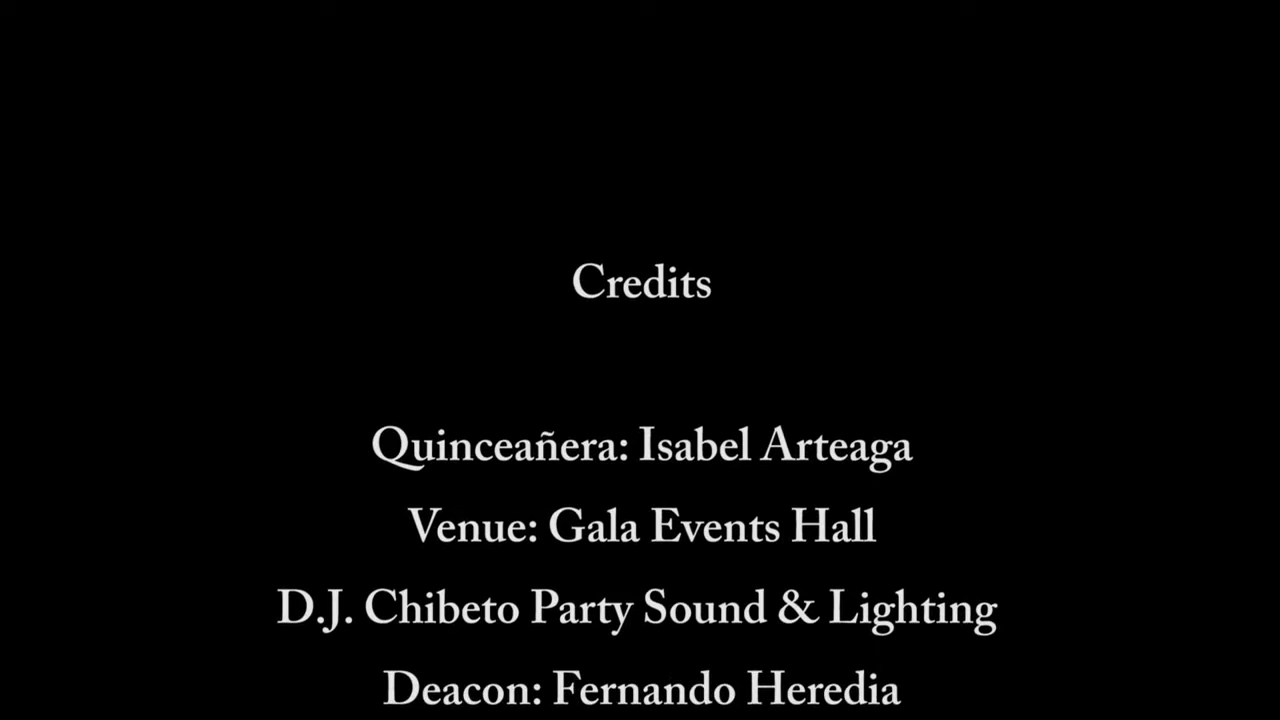 Credits
Quinceañera: Isabel Arteaga
Venue: Gala Events Hall
D.J. Chibeto Party Sound & Lighting
Deacon: Fernando Heredia